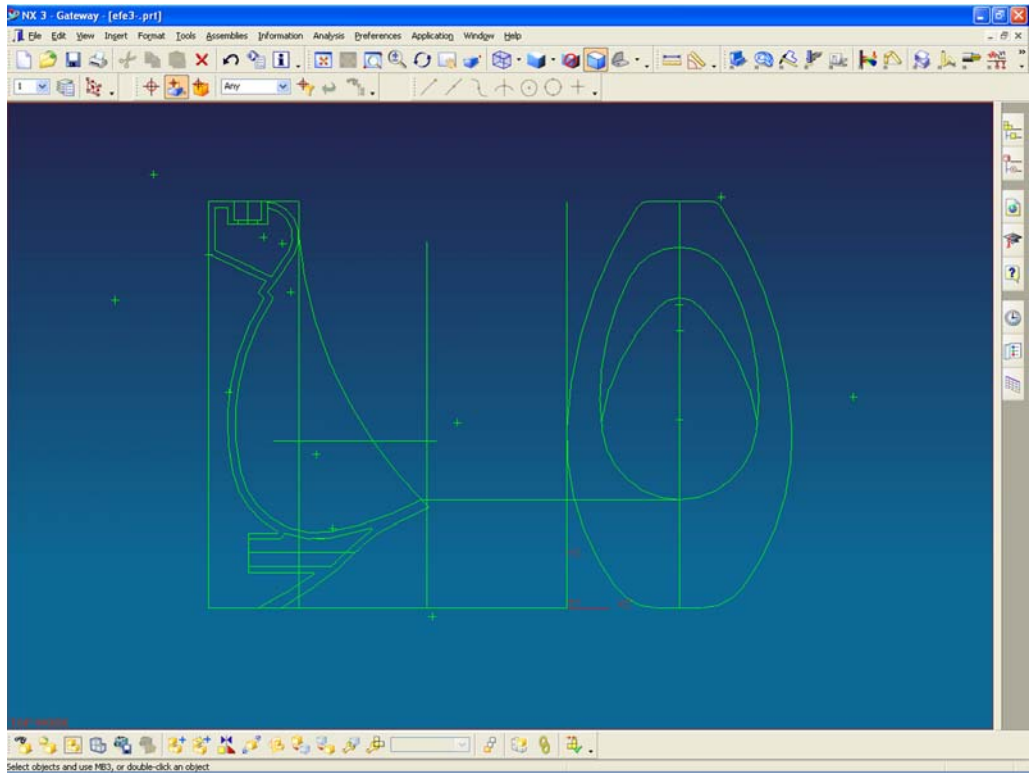 NX 3 - Gateway - [efe3-.prt]
File Edit View Insert Format Tools Assemblies Information Analysis Preferences Application Window Help
1
Any
Select objects and use MB3, or double-click an object